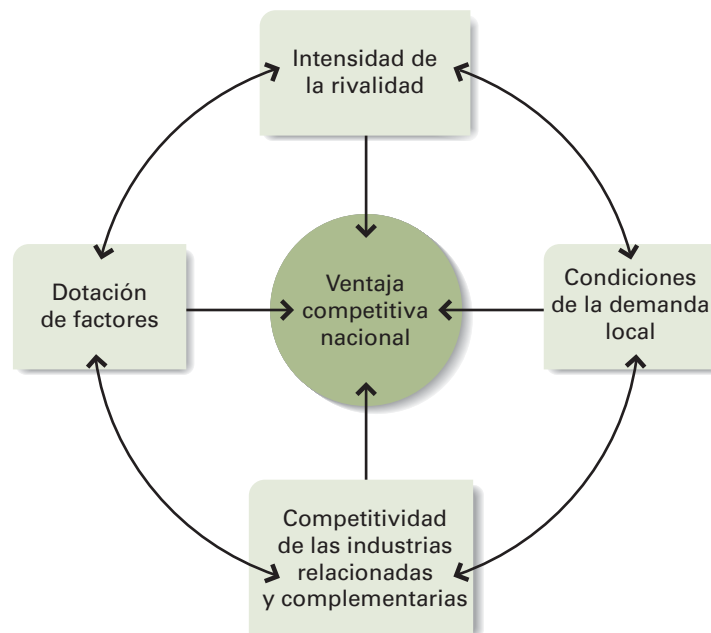 Intensidad de
la rivalidad
Dotación
de factores
Ventaja
competitiva
nacional
Condiciones
de la demanda
local
Competitividad
de las industrias
relacionadas
y complementarias